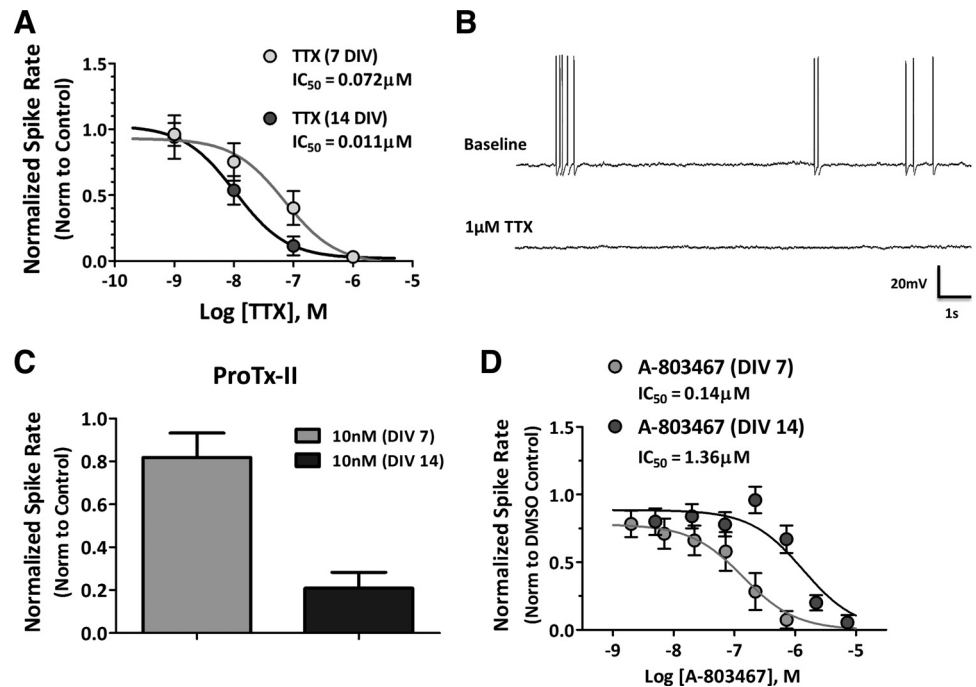 A
TTX (7 DIV)
IC50 = 0.072μM
TTX (14 DIV)
IC50 = 0.011μM
Normalized Spike Rate
(Norm to Control)
1.5
1.0
0.5
0.0
-10 -9 -8 -7 -6 -5
Log [TTX], M
B
Baseline
1μM TTX
20mV
1s
C
ProTx-II
Normalized Spike Rate
(Norm to Control)
1.0
0.8
0.6
0.4
0.2
0.0
10nM (DIV 7)
10nM (DIV 14)
D
A-803467 (DIV 7)
IC50 = 0.14μM
A-803467 (DIV 14)
IC50 = 1.36μM
Normalized Spike Rate
(Norm to DMSO Control)
1.5
1.0
0.5
0.0
-9 -8 -7 -6 -5
Log [A-803467], M